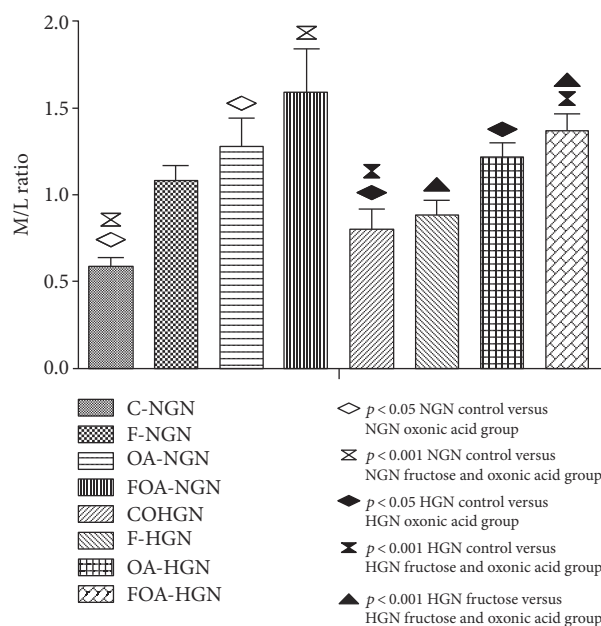 2.0
1.5
1.0
0.5
0.0
M/L ratio
C-NGN
F-NGN
OA-NGN
FOA-NGN
COHGN
F-HGN
OA-HGN
FOA-HGN
p < 0.05 NGN control versus
NGN oxonic acid group
p < 0.001 NGN control versus
NGN fructose and oxonic acid group
p < 0.05 HGN control versus
HGN oxonic acid group
p < 0.001 HGN control versus
HGN fructose and oxonic acid group
p < 0.001 HGN fructose versus
HGN fructose and oxonic acid group